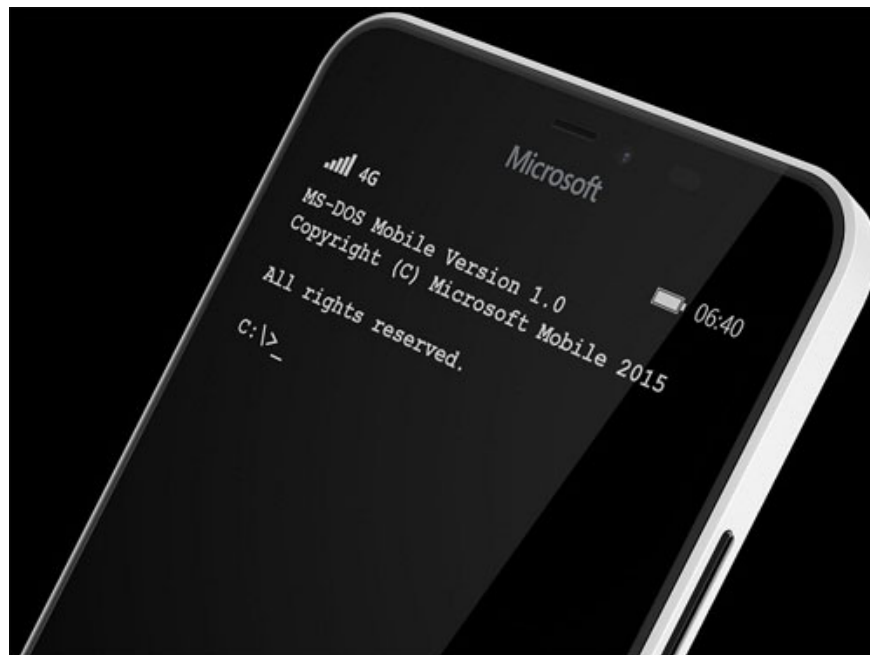 Microsoft
4G
06:40
MS-DOS Mobile Version 1.0
Copyright (C) Microsoft Mobile 2015
All rights reserved.
C:\>_